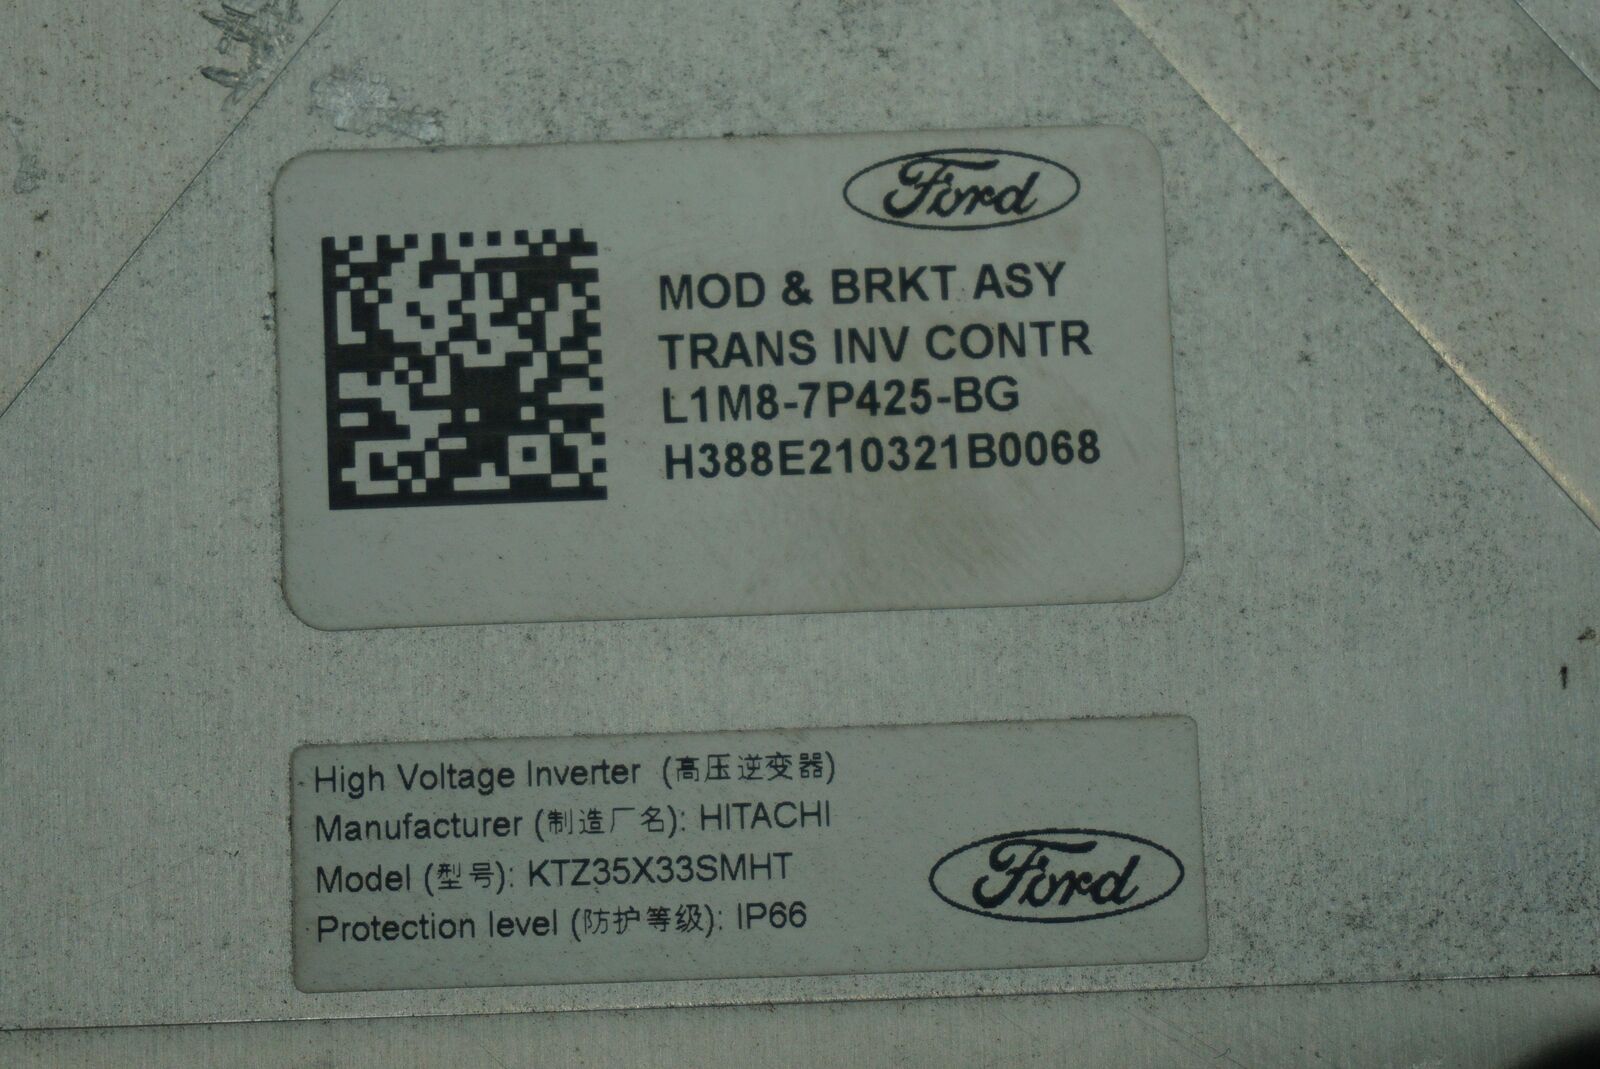 Ford
MOD & BRKT ASY
TRANS INV CONTR
L1M8-7P425-BG
H388E210321B0068
High Voltage Inverter (高压逆变器)
Manufacturer (制造厂名): HITACHI
Model (型号): KTZ35X33SMHT
Protection level (防护等级): IP66
Ford